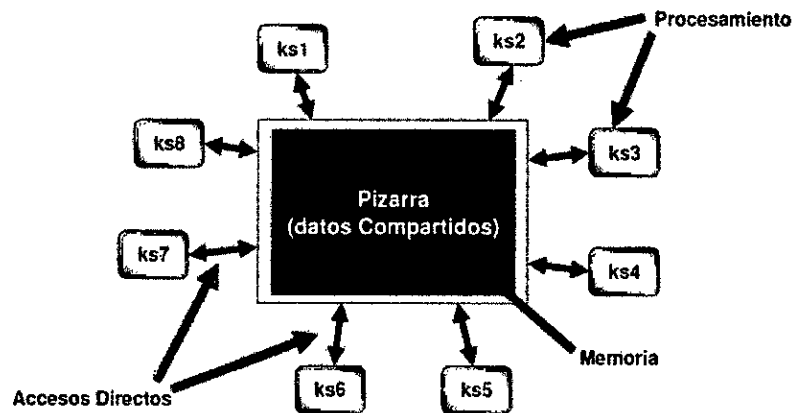 Procesamiento
ks1
ks2
ks8
ks3
Pizarra
(datos Compartidos)
ks7
ks4
Memoria
ks6
ks5
Accesos Directos